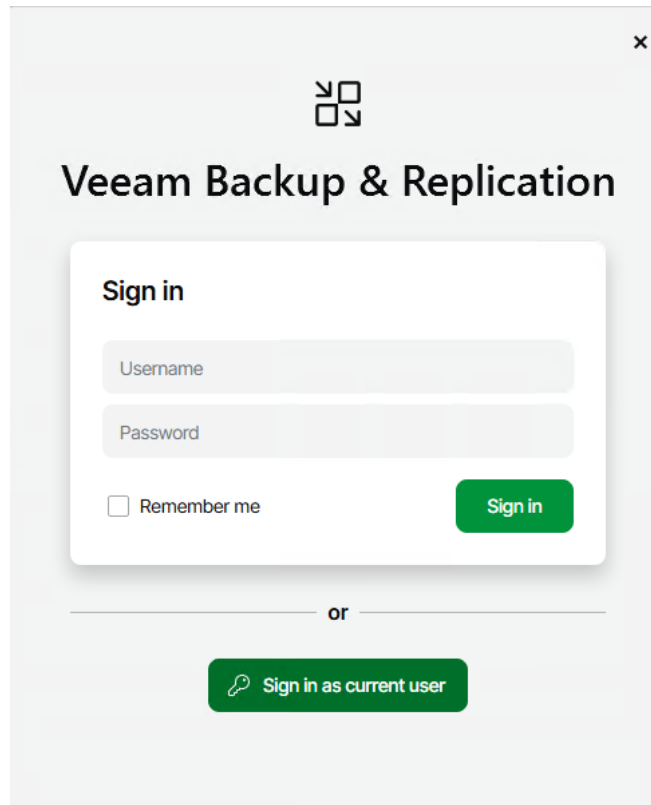 ×
Veeam Backup & Replication
Sign in
Username
Password
Remember me
Sign in
or
Sign in as current user